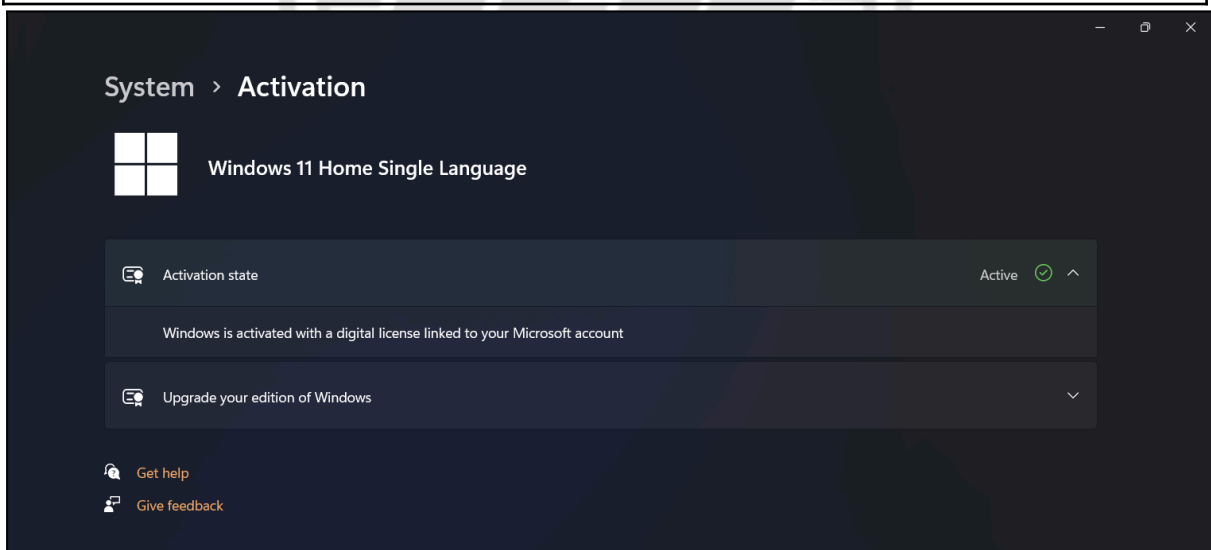 System > Activation
Windows 11 Home Single Language
Activation state Active
Windows is activated with a digital license linked to your Microsoft account
Upgrade your edition of Windows
Get help
Give feedback